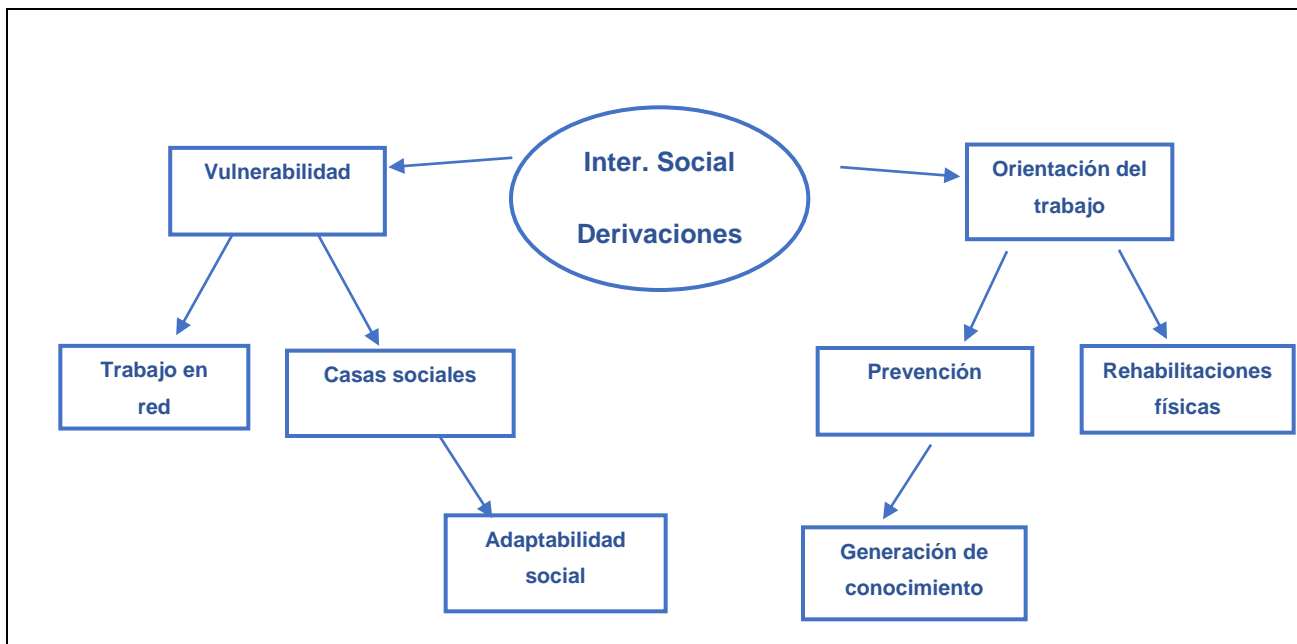 Inter. Social
Derivaciones
Vulnerabilidad
Orientación del
trabajo
Trabajo en
red
Casas sociales
Prevención
Rehabilitaciones
físicas
Adaptabilidad
social
Generación de
conocimiento